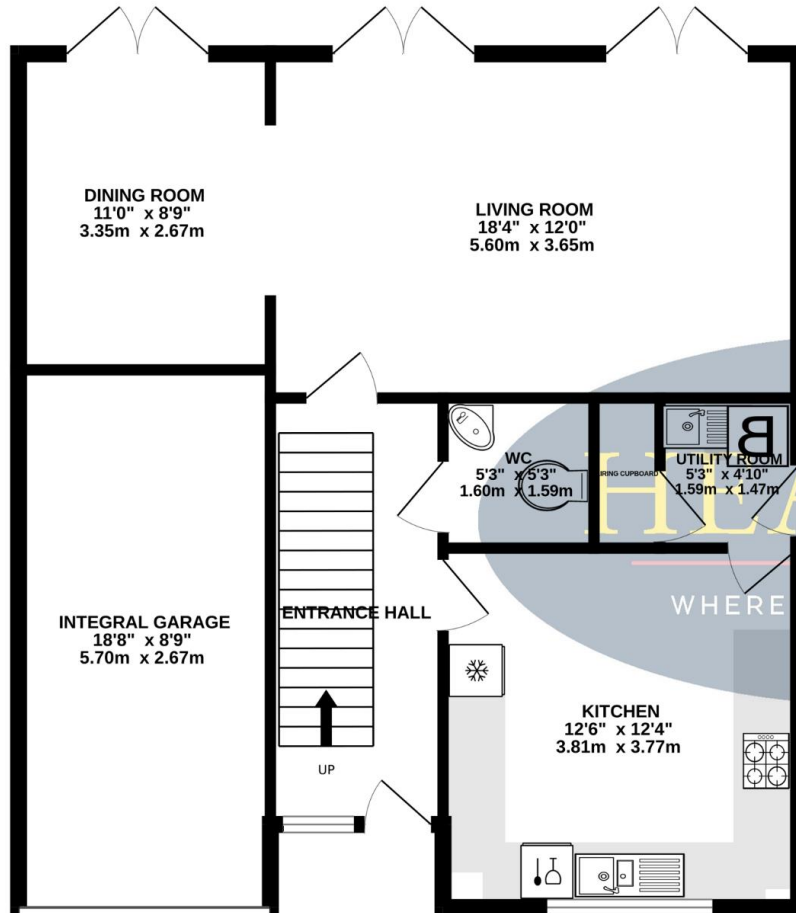 DINING ROOM
11'0" x 8'9"
3.35m x 2.67m
LIVING ROOM
18'4" x 12'0"
5.60m x 3.65m
WC
5'3" x 5'3"
1.60m x 1.59m
IRING CUPBOARD
B
UTILITY ROOM
5'3" x 4'10"
1.59m x 1.47m
HEA
WHERE
INTEGRAL GARAGE
18'8" x 8'9"
5.70m x 2.67m
ENTRANCE HALL
UP
KITCHEN
12'6" x 12'4"
3.81m x 3.77m